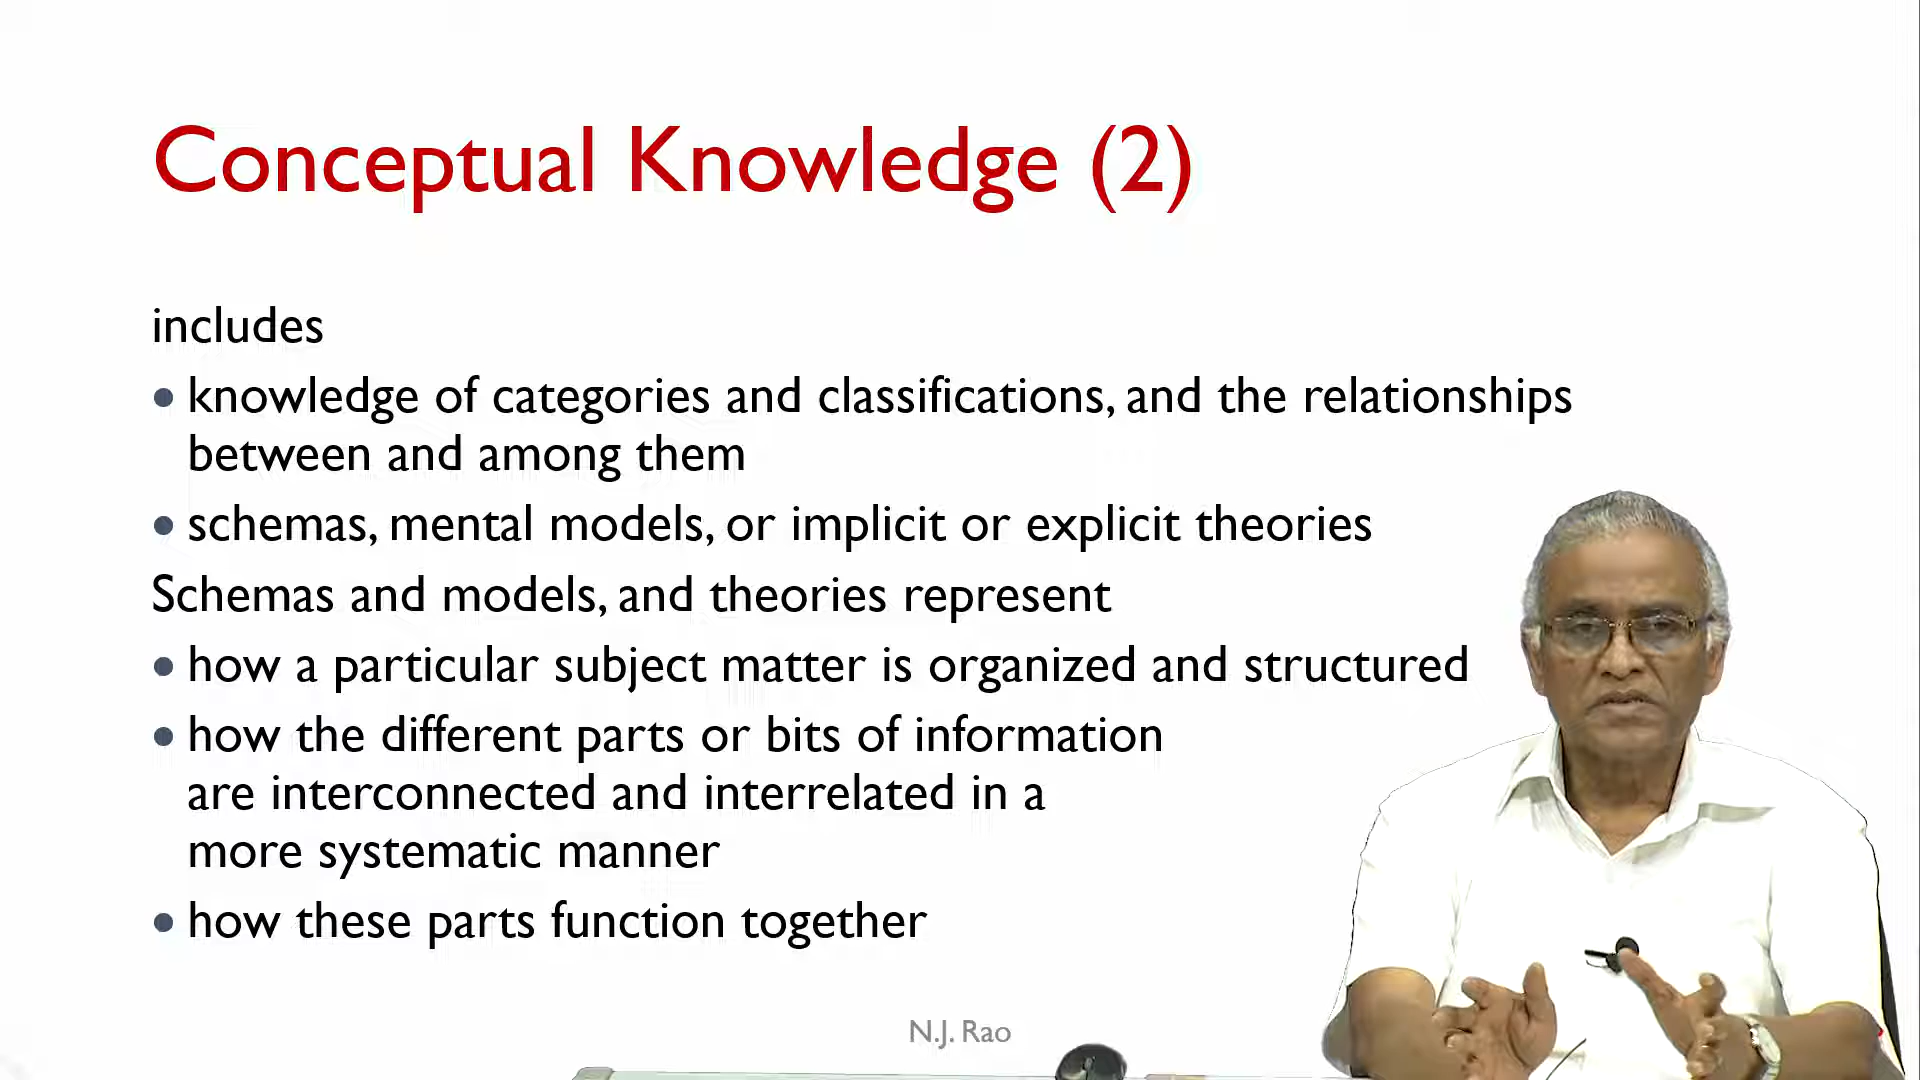 Conceptual Knowledge (2)
includes
• knowledge of categories and classifications, and the relationships
between and among them
• schemas, mental models, or implicit or explicit theories
Schemas and models, and theories represent
• how a particular subject matter is organized and structured
• how the different parts or bits of information
are interconnected and interrelated in a
more systematic manner
• how these parts function together
N.J. Rao